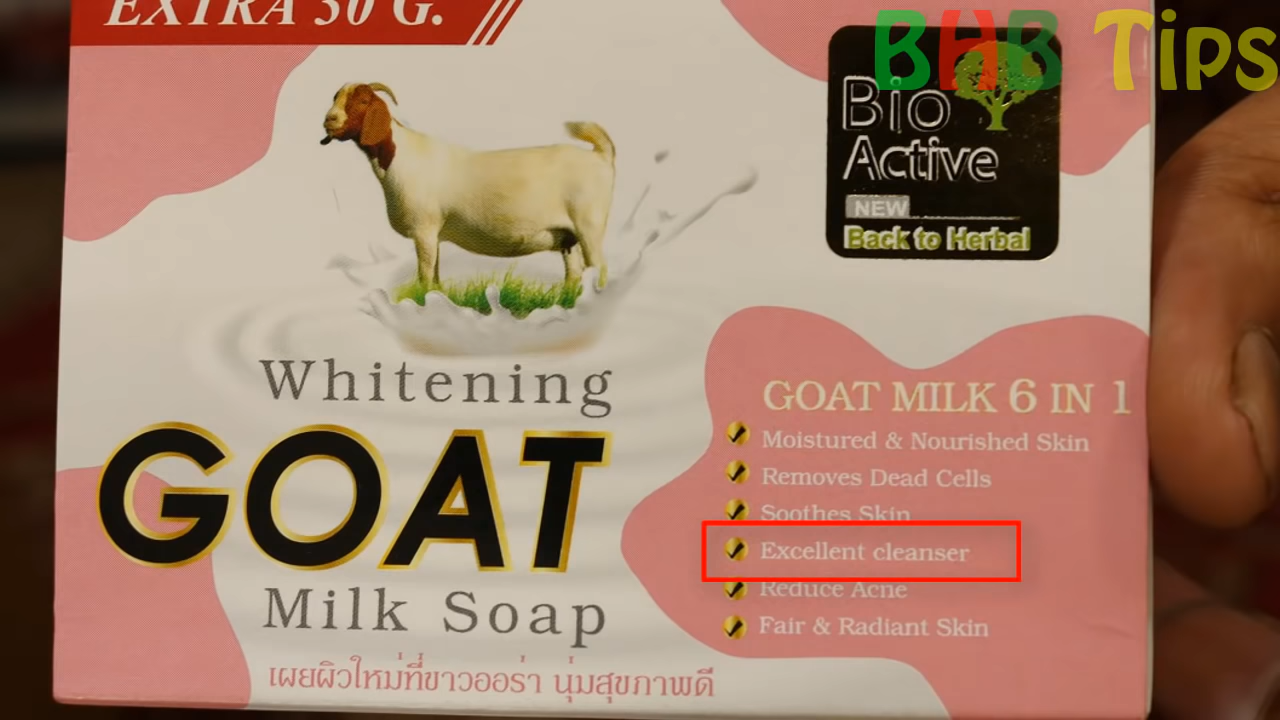 EXTRA 30 G.
BHB Tips
Bio
Active
NEW
Back to Herbal
Whitening
GOAT
Milk Soap
เผยผิวใหม่ที่ขาวออร่า นุ่มสุขภาพดี
GOAT MILK 6 IN 1
Moistured & Nourished Skin
Removes Dead Cells
Soothes Skin
Excellent cleanser
Reduce Acne
Fair & Radiant Skin